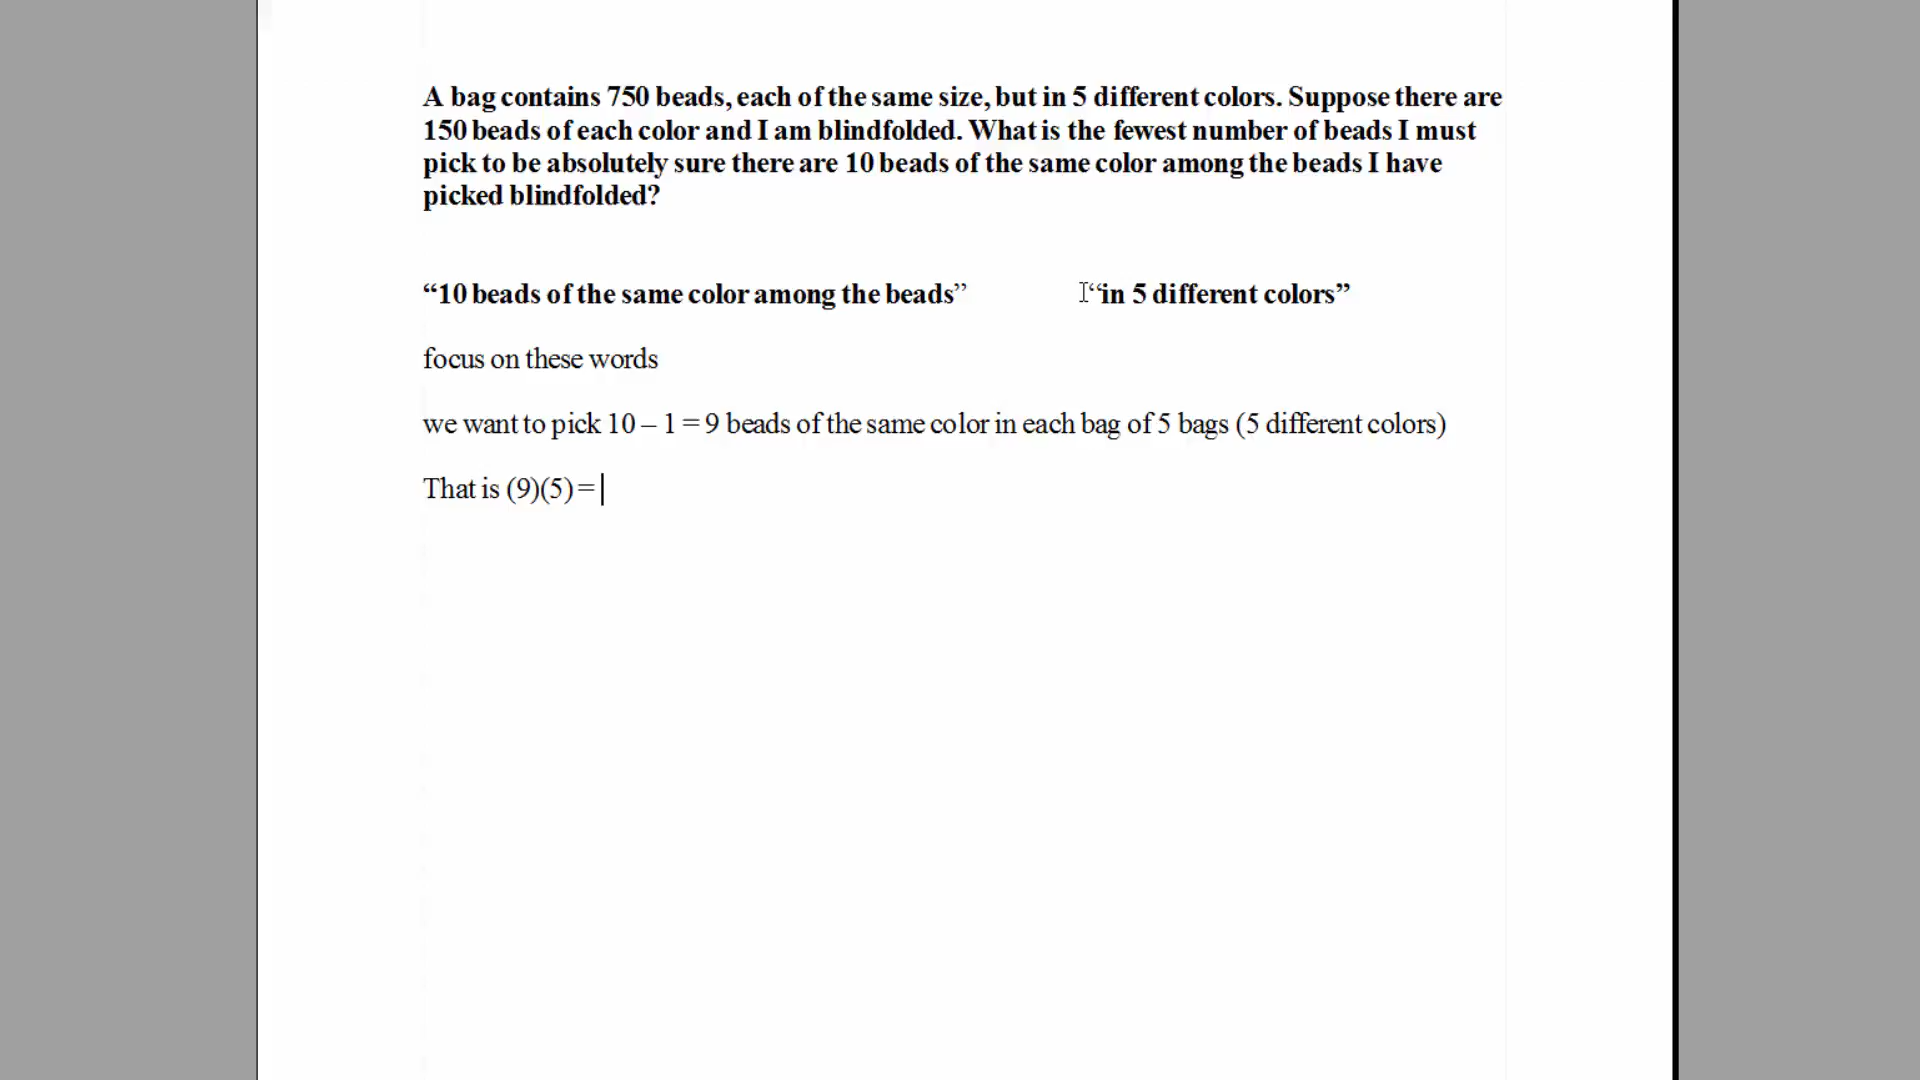 A bag contains 750 beads, each of the same size, but in 5 different colors. Suppose there are
150 beads of each color and I am blindfolded. What is the fewest number of beads I must
pick to be absolutely sure there are 10 beads of the same color among the beads I have
picked blindfolded?
“10 beads of the same color among the beads” “in 5 different colors”
focus on these words
we want to pick 10 – 1 = 9 beads of the same color in each bag of 5 bags (5 different colors)
That is (9)(5) =